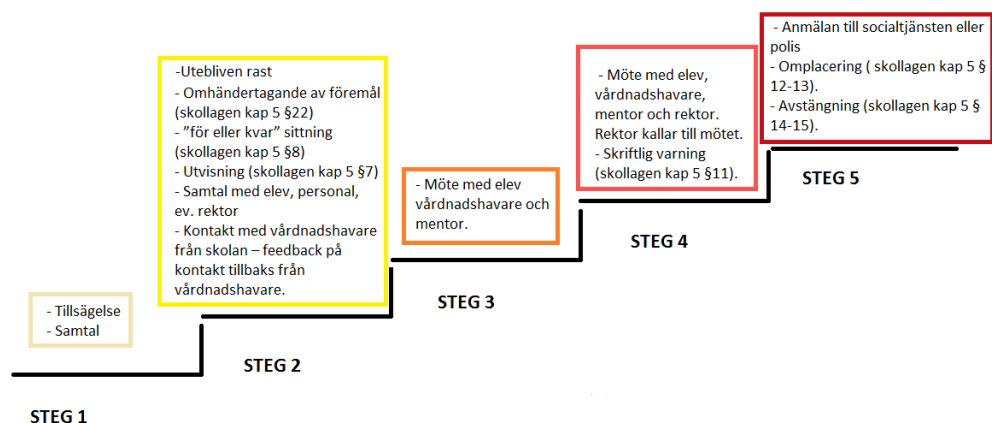 - Tillsägelse
- Samtal
STEG 1
-Utebliven rast
- Omhändertagande av föremål
(skollagen kap 5 §22)
- ”för eller kvar” sittning
(skollagen kap 5 §8)
- Utvisning (skollagen kap 5 §7)
- Samtal med elev, personal,
ev. rektor
- Kontakt med vårdnadshavare
från skolan – feedback på
kontakt tillbaks från
vårdnadshavare.
STEG 2
- Möte med elev
vårdnadshavare och
mentor.
STEG 3
- Möte med elev,
vårdnadshavare,
mentor och rektor.
Rektor kallar till mötet.
- Skriftlig varning
(skollagen kap 5 §11).
STEG 4
- Anmälan till socialtjänsten eller
polis
- Omplacering ( skollagen kap 5 §
12-13).
- Avstängning (skollagen kap 5 §
14-15).
STEG 5